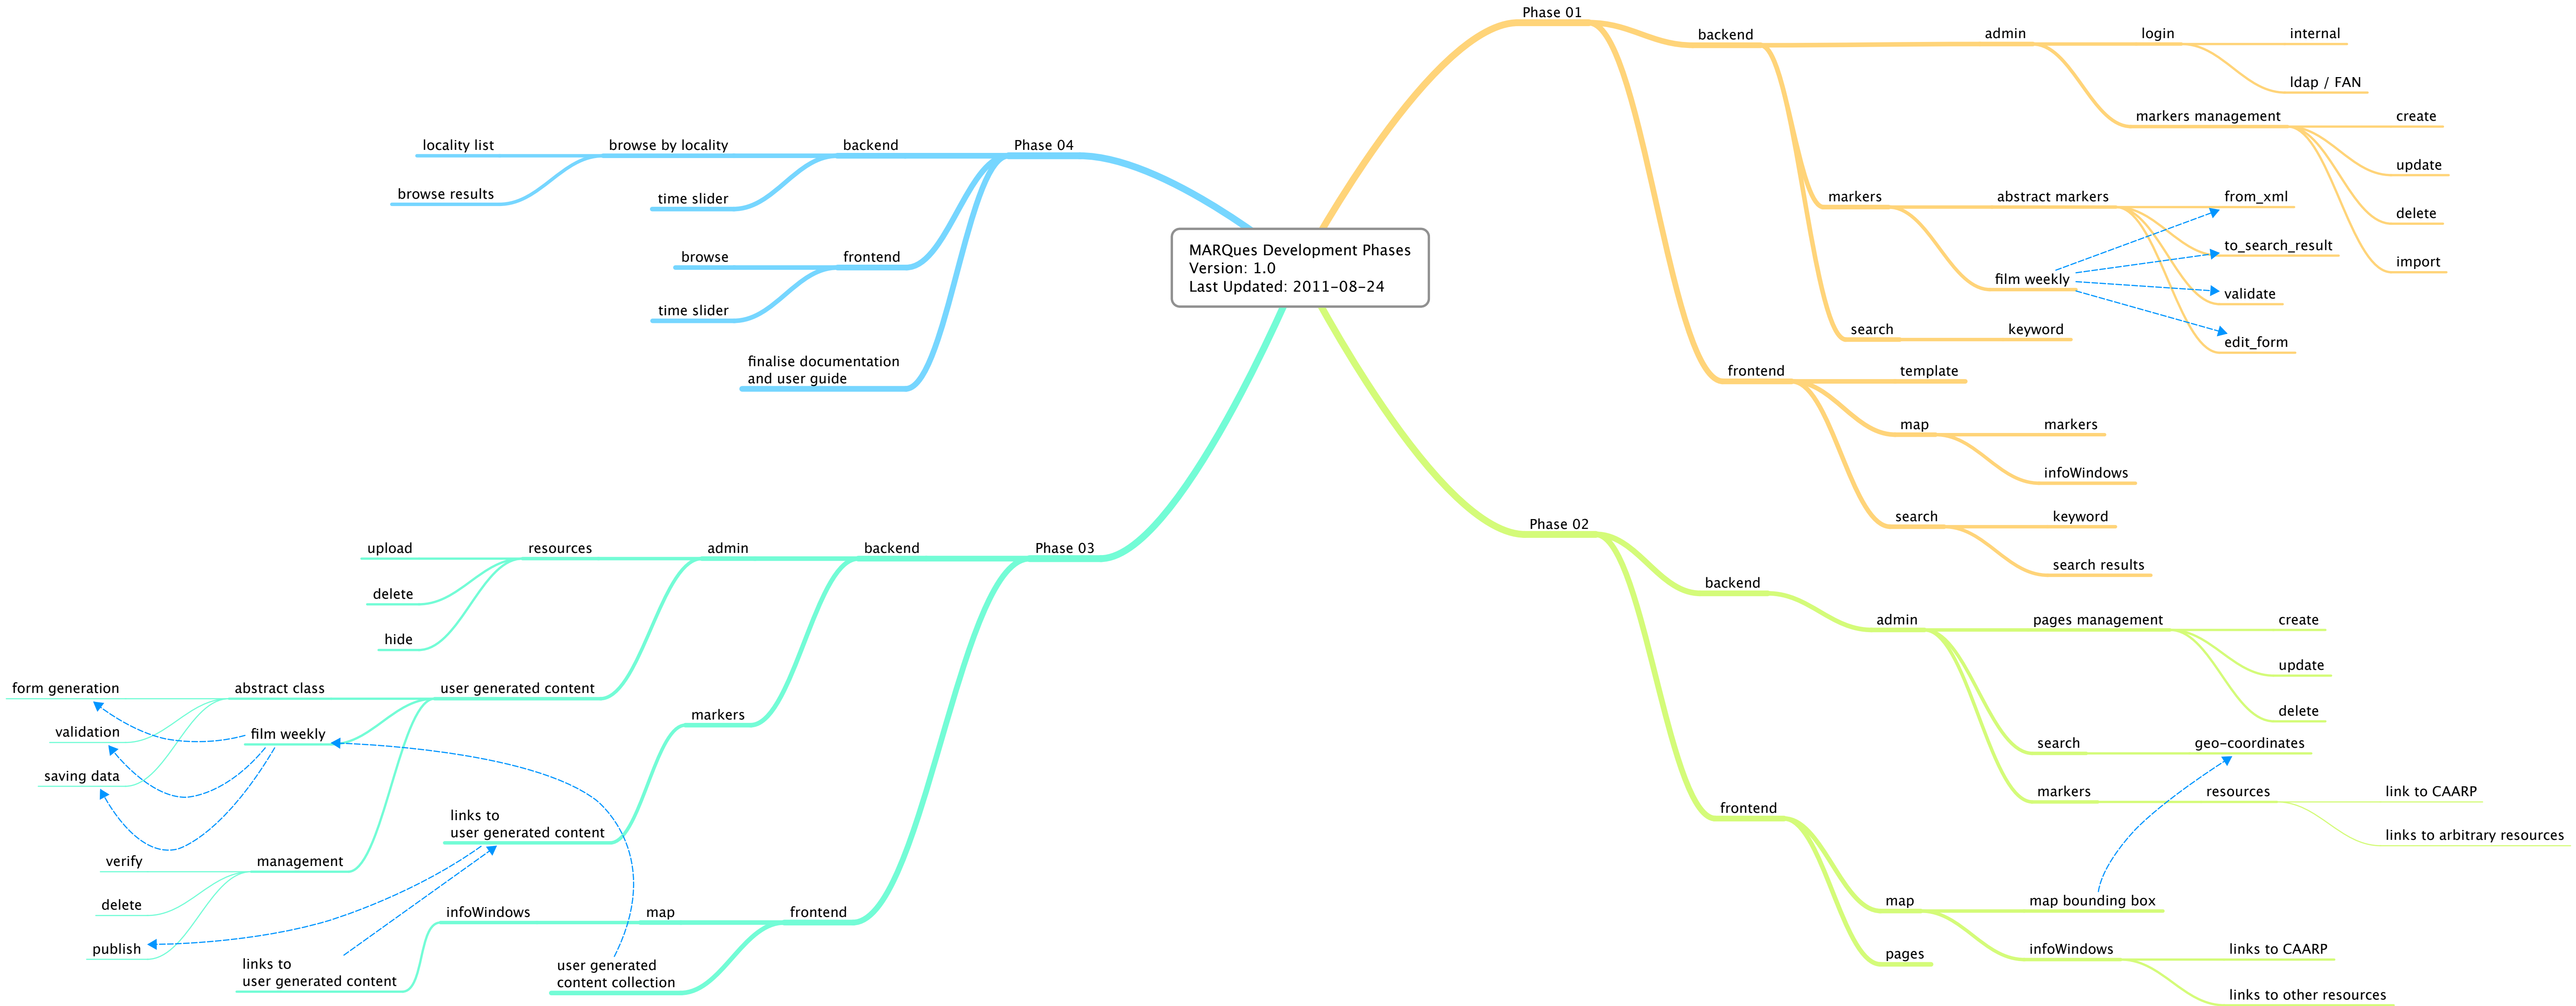 MARQues Development Phases
Version: 1.0
Last Updated: 2011-08-24
Phase 01
backend
admin
login
internal
ldap / FAN
markers management
create
update
delete
import
markers
abstract markers
from_xml
to_search_result
validate
edit_form
film weekly
search
keyword
frontend
template
map
markers
infoWindows
search
keyword
search results
Phase 02
backend
admin
pages management
create
update
delete
search
geo-coordinates
markers
resources
link to CAARP
links to arbitrary resources
frontend
map
map bounding box
infoWindows
links to CAARP
links to other resources
pages
Phase 03
backend
admin
resources
upload
delete
hide
user generated content
abstract class
form generation
validation
saving data
film weekly
management
verify
delete
publish
markers
links to
user generated content
frontend
map
infoWindows
links to
user generated content
user generated
content collection
Phase 04
backend
browse by locality
locality list
browse results
time slider
frontend
browse
time slider
finalise documentation
and user guide